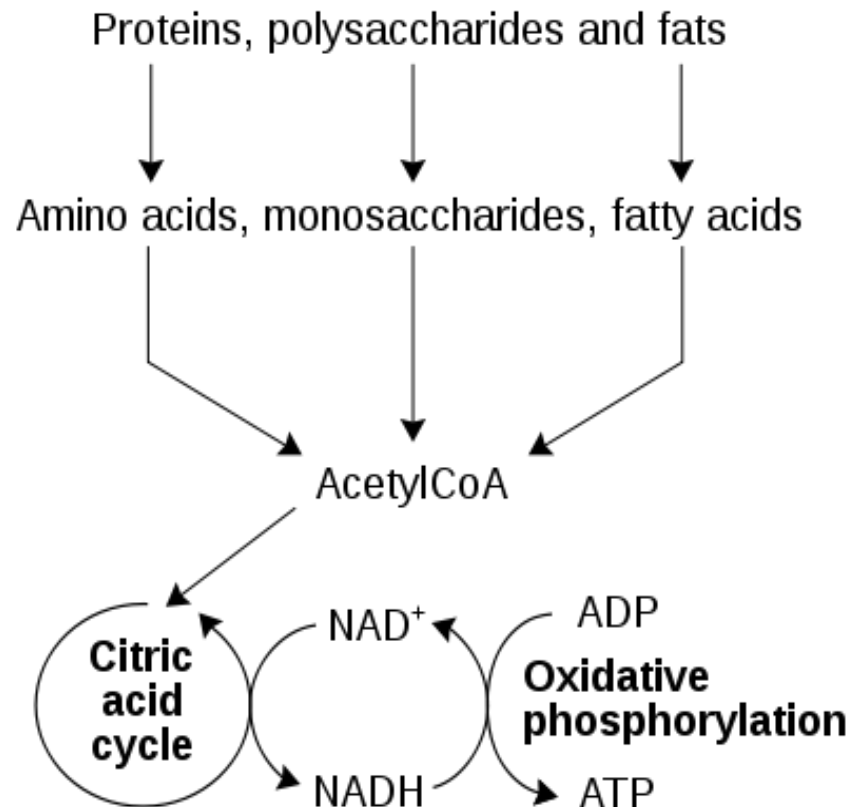 Proteins, polysaccharides and fats
Amino acids, monosaccharides, fatty acids
AcetylCoA
Citric
acid
cycle
NAD⁺
NADH
ADP
Oxidative
phosphorylation
ATP